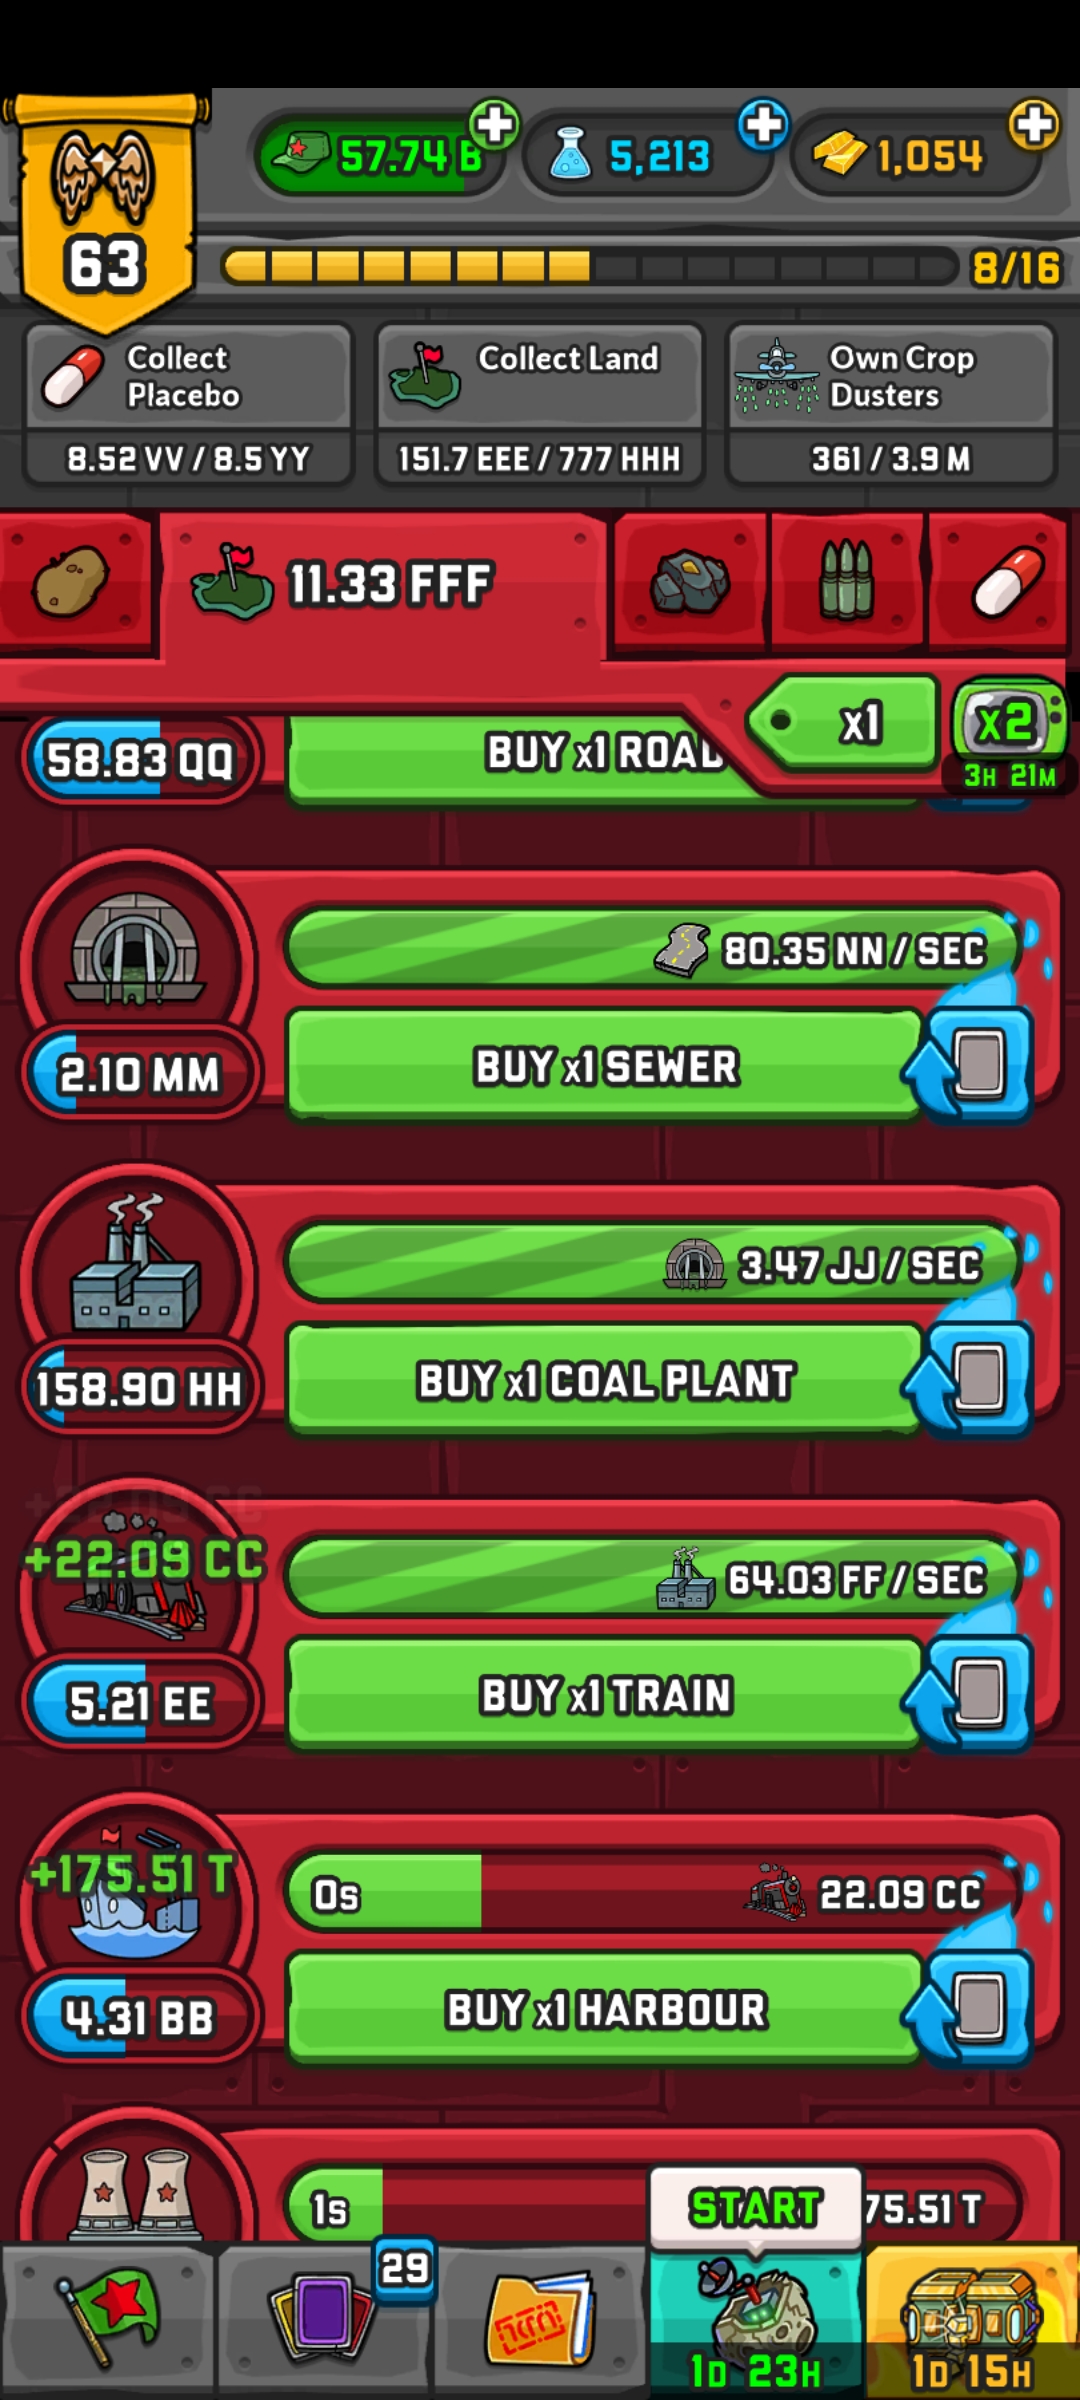 57.74 B
5,213
1,054
63
8/16
Collect
Placebo
Collect Land
Own Crop
Dusters
8.52 VV / 8.5 YY
151.7 EEE / 777 HHH
361 / 3.9 M
11.33 FFF
x1
x2
3H 21M
58.83 QQ
BUY x1 ROAD
80.35 NN / SEC
2.10 MM
BUY x1 SEWER
3.47 JJ / SEC
158.90 HH
BUY x1 COAL PLANT
+22.09 CC
+22.09 CC
64.03 FF / SEC
5.21 EE
BUY x1 TRAIN
+175.51 T
0s
22.09 CC
4.31 BB
BUY x1 HARBOUR
1s
75.51 T
START
29
1D 23H
1D 15H